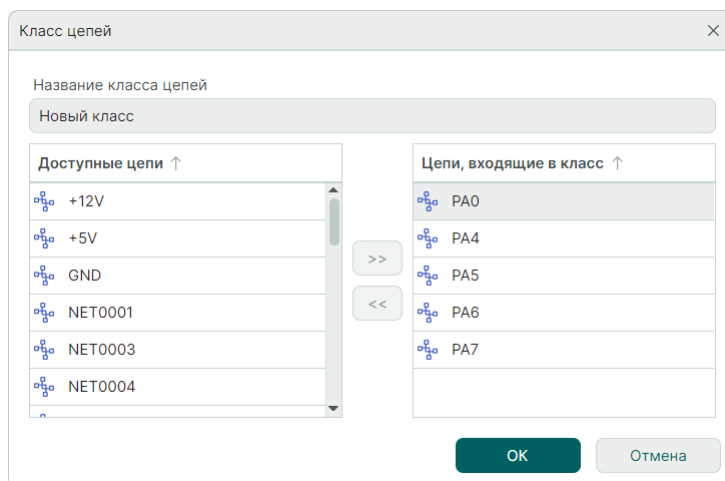 Класс цепей
Название класса цепей
Новый класс
Доступные цепи
+12V
+5V
GND
NET0001
NET0003
NET0004
>>
<<
Цепи, входящие в класс
PA0
PA4
PA5
PA6
PA7
ОК
Отмена